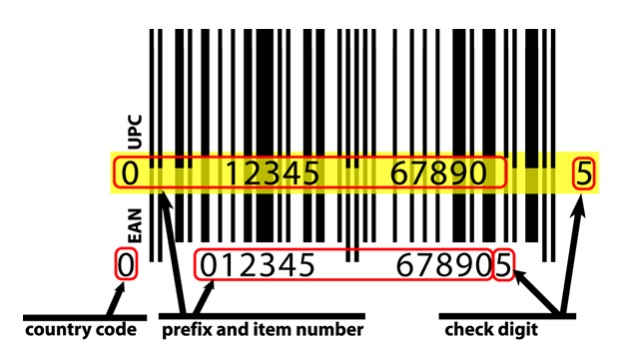 UPC
0 12345 67890 5
EAN
0 012345 678905
country code prefix and item number check digit